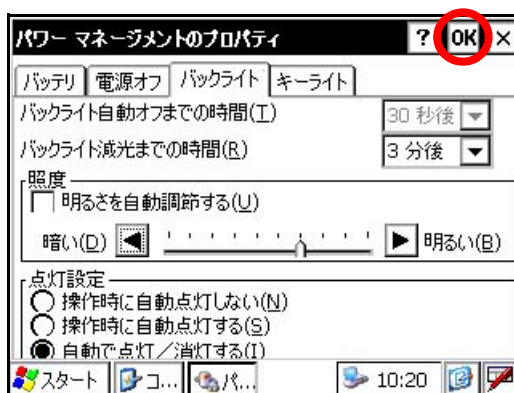 パワー マネージメントのプロパティ ? OK ×
バッテリ 電源オフ バックライト キーライト
バックライト自動オフまでの時間(T) 30 秒後
バックライト減光までの時間(R) 3 分後
照度
明るさを自動調節する(U)
暗い(D) 明るい(B)
点灯設定
操作時に自動点灯しない(N)
操作時に自動点灯する(S)
自動で点灯／消灯する(I)
スタート コ... パ... 10:20